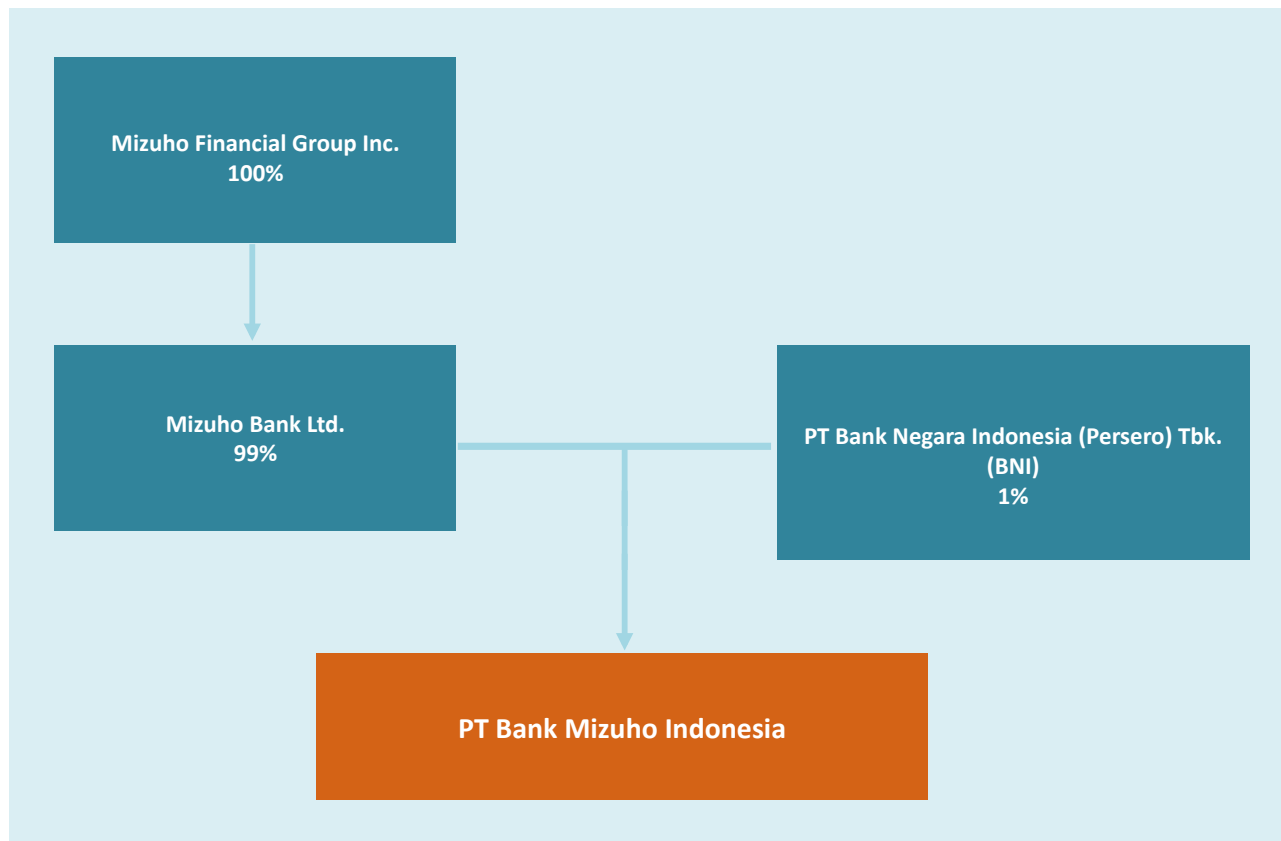 Mizuho Financial Group Inc.
100%
Mizuho Bank Ltd.
99%
PT Bank Negara Indonesia (Persero) Tbk.
(BNI)
1%
PT Bank Mizuho Indonesia